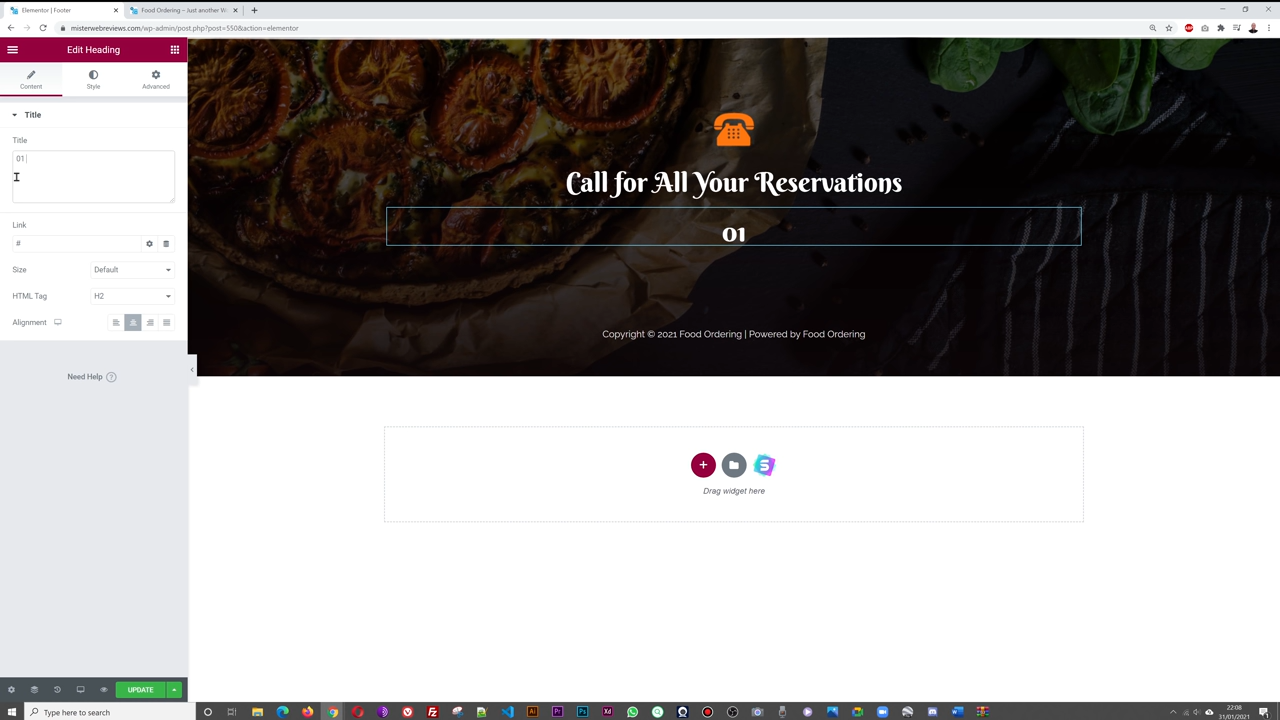 Elementor | Footer
Food Ordering – Just another W
misterwebreviews.com/wp-admin/post.php?post=550&action=elementor
Edit Heading
Content
Style
Advanced
Title
Title
01
Link
#
Size
Default
HTML Tag
H2
Alignment
Need Help ?
UPDATE
Call for All Your Reservations
01
Copyright © 2021 Food Ordering | Powered by Food Ordering
Drag widget here
Type here to search
22:08
31/01/2021